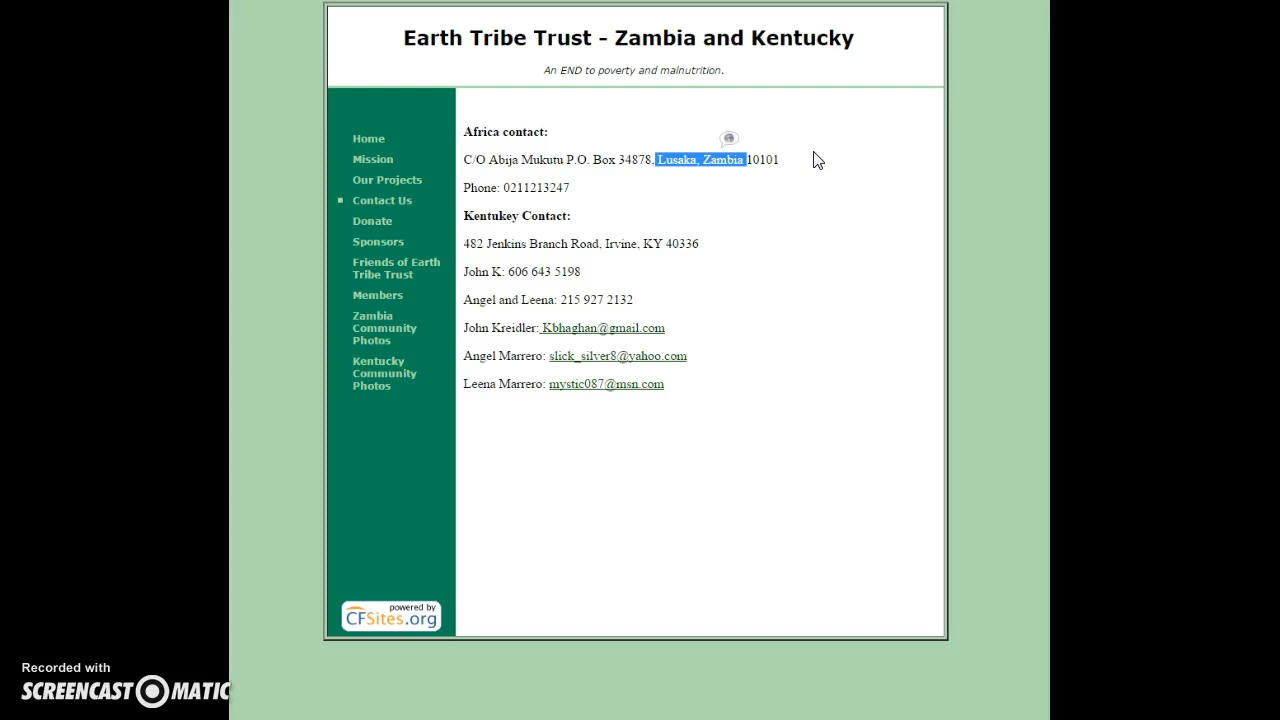 Earth Tribe Trust - Zambia and Kentucky
An END to poverty and malnutrition.
Home
Mission
Our Projects
Contact Us
Donate
Sponsors
Friends of Earth
Tribe Trust
Members
Zambia
Community
Photos
Kentucky
Community
Photos
powered by
CFSites.org
Africa contact:
C/O Abija Mukutu P.O. Box 34878, Lusaka, Zambia 10101
Phone: 0211213247
Kentukey Contact:
482 Jenkins Branch Road, Irvine, KY 40336
John K: 606 643 5198
Angel and Leena: 215 927 2132
John Kreidler: Kbhaghan@gmail.com
Angel Marrero: slick_silver8@yahoo.com
Leena Marrero: mystic087@msn.com
Recorded with
SCREENCAST MATIC